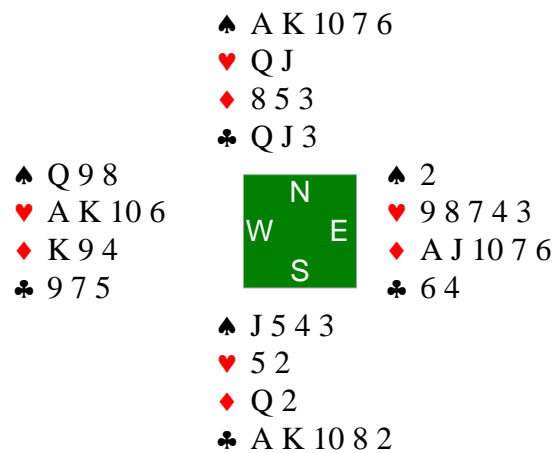 ♠ A K 10 7 6
♥ Q J
♦ 8 5 3
♣ Q J 3
♠ Q 9 8
♥ A K 10 6
♦ K 9 4
♣ 9 7 5
N
W E
S
♠ 2
♥ 9 8 7 4 3
♦ A J 10 7 6
♣ 6 4
♠ J 5 4 3
♥ 5 2
♦ Q 2
♣ A K 10 8 2